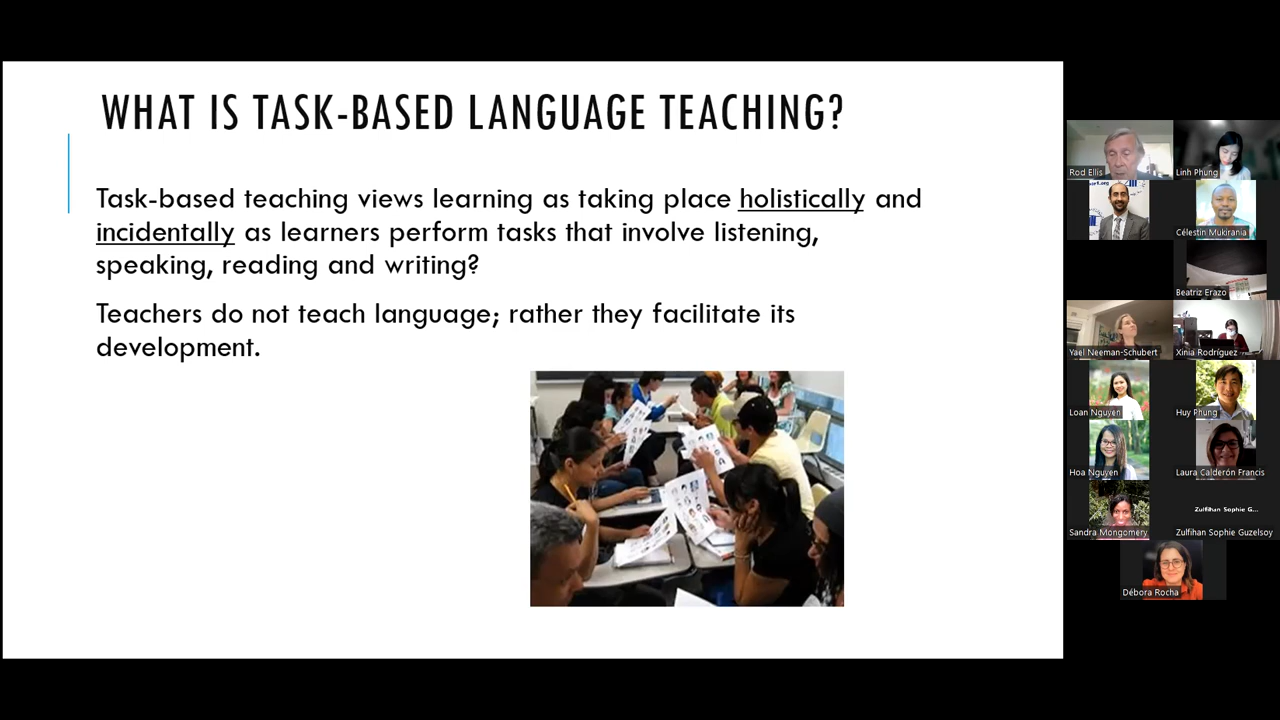 WHAT IS TASK-BASED LANGUAGE TEACHING?
Task-based teaching views learning as taking place holistically and
incidentally as learners perform tasks that involve listening,
speaking, reading and writing?
Teachers do not teach language; rather they facilitate its
development.
Rod Ellis
Linh Phung
Célestin Mukirania
Beatriz Erazo
Yael Neeman-Schubert
Xinia Rodríguez
Loan Nguyen
Huy Phung
Hoa Nguyen
Laura Calderón Francis
Sandra Mongomery
Zulfihan Sophie G...
Zulfihan Sophie Guzelsoy
Débora Rocha